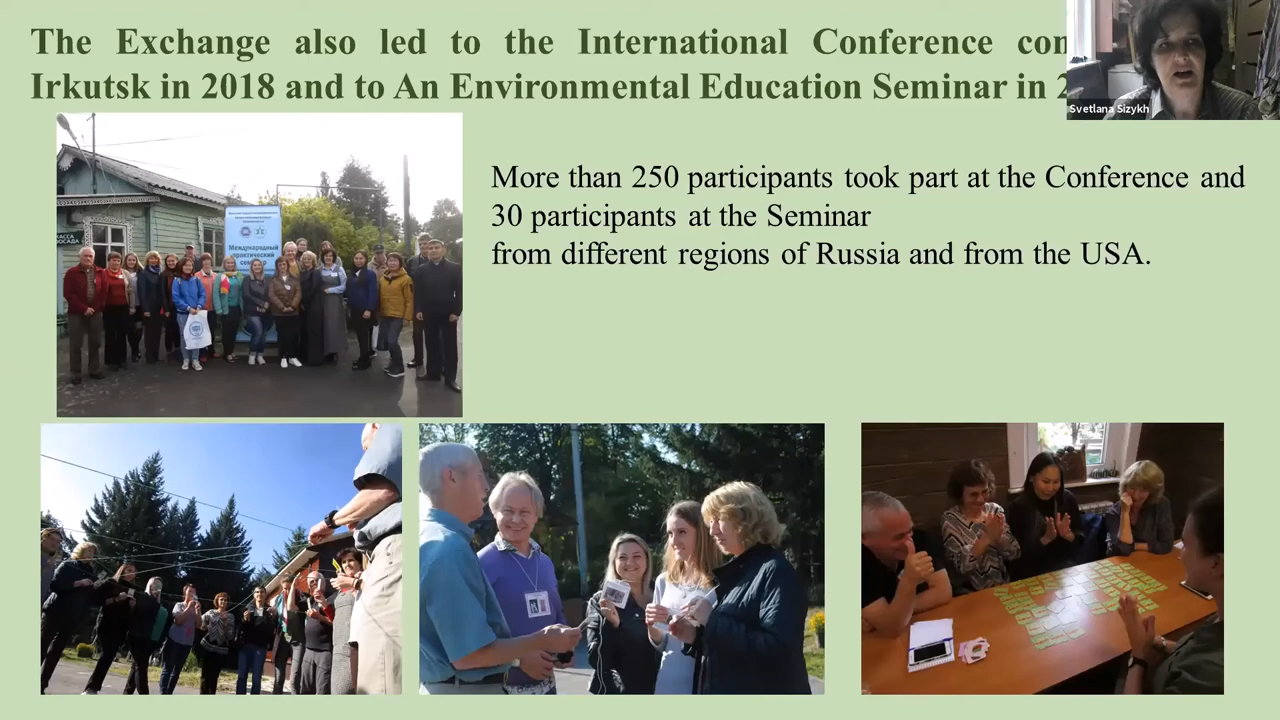 The Exchange also led to the International Conference con
Irkutsk in 2018 and to An Environmental Education Seminar in 2
Svetlana Sizykh
More than 250 participants took part at the Conference and
30 participants at the Seminar
from different regions of Russia and from the USA.
КАССА
Международный
практический